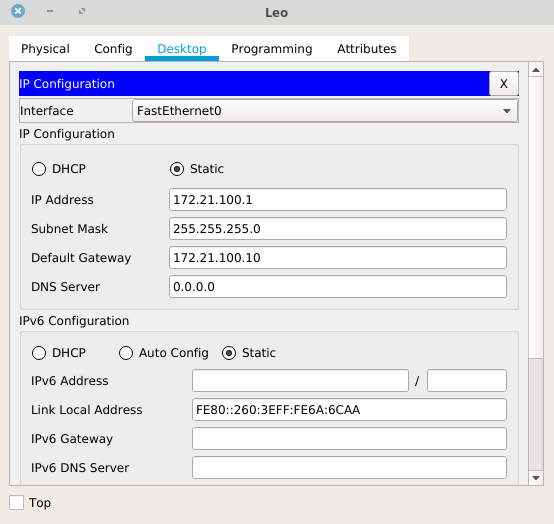 Leo
Physical Config Desktop Programming Attributes
IP Configuration X
Interface FastEthernet0
IP Configuration
DHCP Static
IP Address 172.21.100.1
Subnet Mask 255.255.255.0
Default Gateway 172.21.100.10
DNS Server 0.0.0.0
IPv6 Configuration
DHCP Auto Config Static
IPv6 Address /
Link Local Address FE80::260:3EFF:FE6A:6CAA
IPv6 Gateway
IPv6 DNS Server
Top